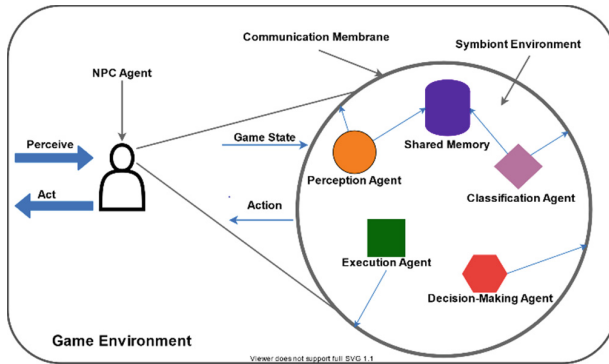 Communication Membrane
Symbiont Environment
NPC Agent
Perceive
Act
Game State
Action
Shared Memory
Perception Agent
Classification Agent
Execution Agent
Decision-Making Agent
Game Environment
Viewer does not support full SVG 1.1